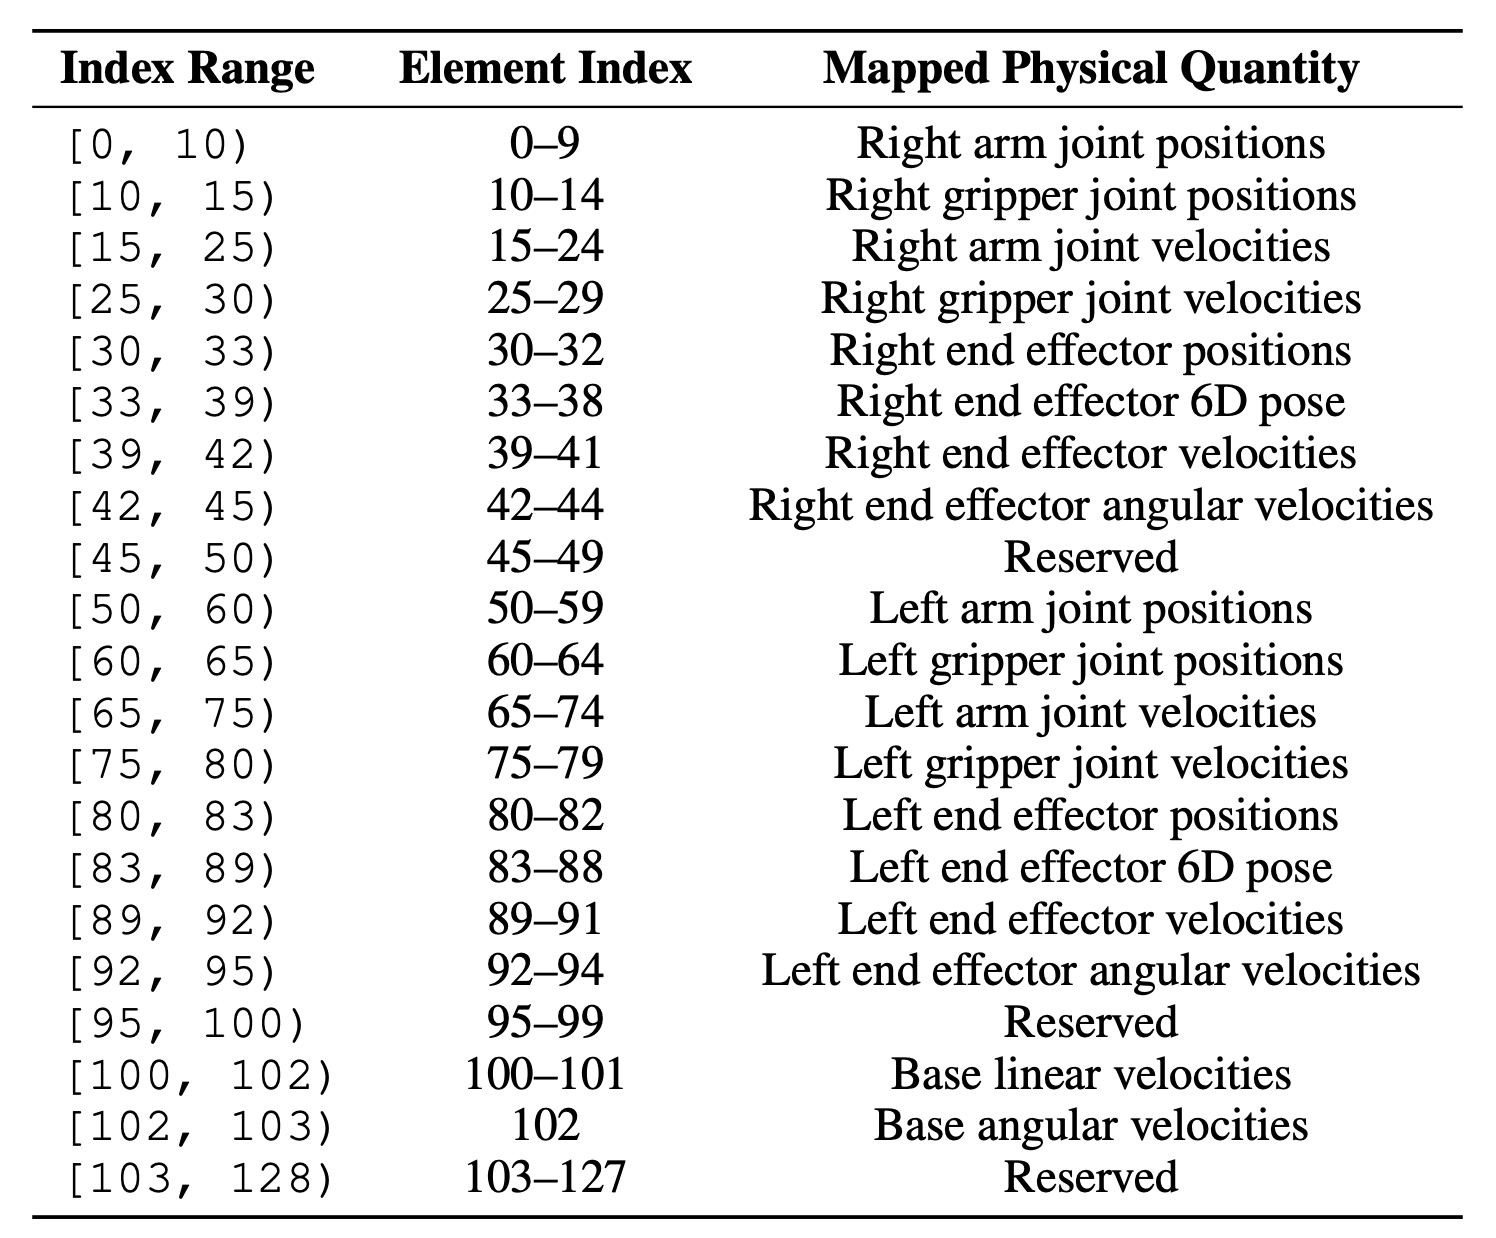 Index Range Element Index Mapped Physical Quantity
[0, 10) 0–9 Right arm joint positions
[10, 15) 10–14 Right gripper joint positions
[15, 25) 15–24 Right arm joint velocities
[25, 30) 25–29 Right gripper joint velocities
[30, 33) 30–32 Right end effector positions
[33, 39) 33–38 Right end effector 6D pose
[39, 42) 39–41 Right end effector velocities
[42, 45) 42–44 Right end effector angular velocities
[45, 50) 45–49 Reserved
[50, 60) 50–59 Left arm joint positions
[60, 65) 60–64 Left gripper joint positions
[65, 75) 65–74 Left arm joint velocities
[75, 80) 75–79 Left gripper joint velocities
[80, 83) 80–82 Left end effector positions
[83, 89) 83–88 Left end effector 6D pose
[89, 92) 89–91 Left end effector velocities
[92, 95) 92–94 Left end effector angular velocities
[95, 100) 95–99 Reserved
[100, 102) 100–101 Base linear velocities
[102, 103) 102 Base angular velocities
[103, 128) 103–127 Reserved